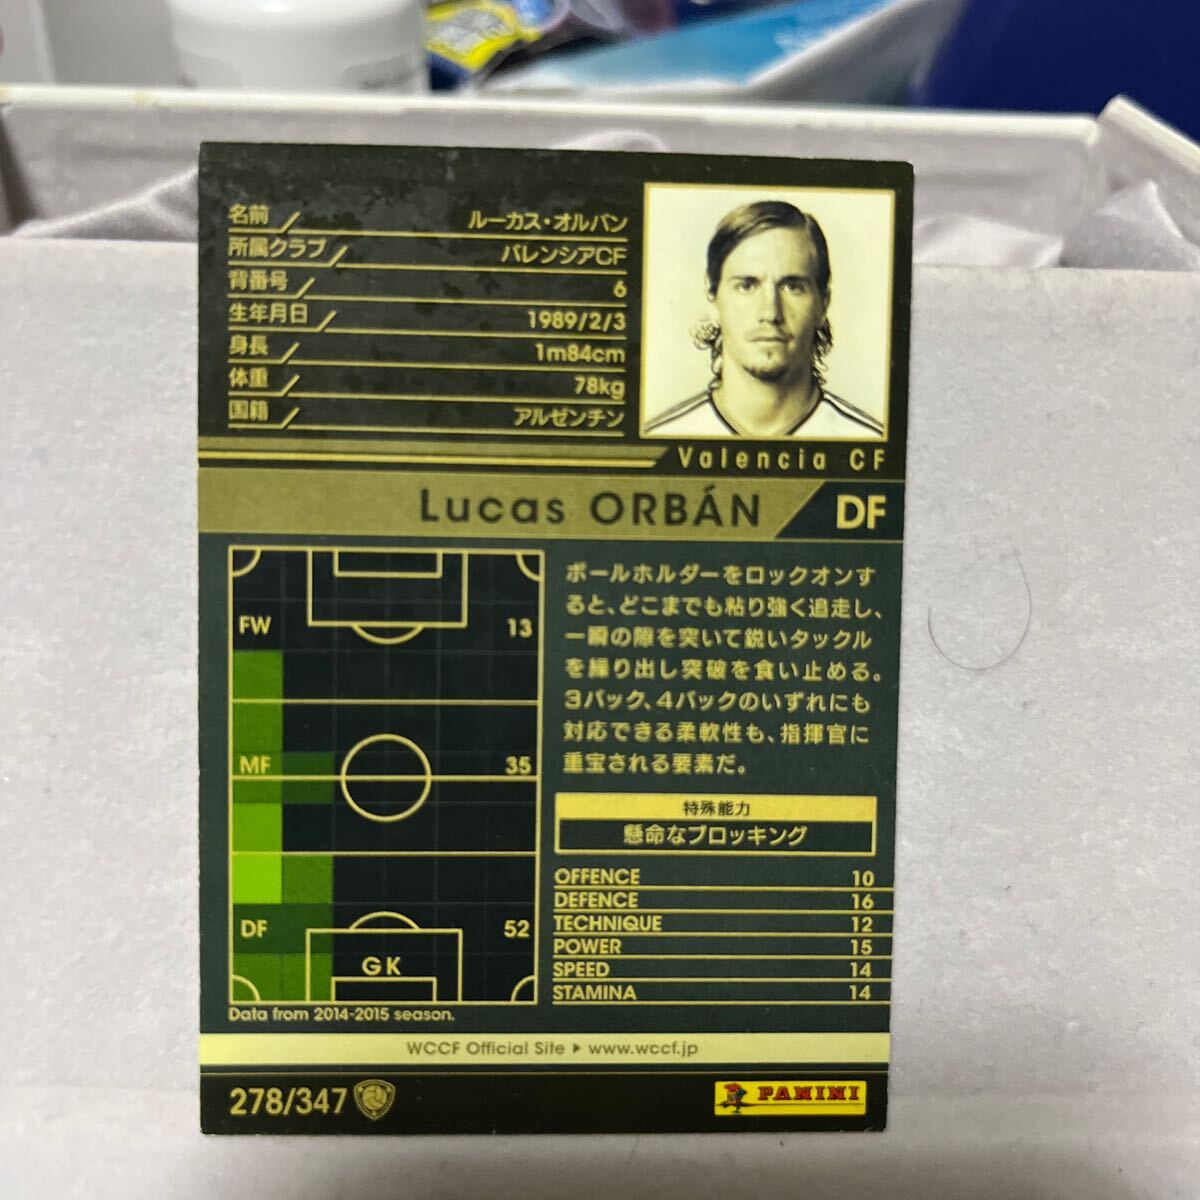 名前 ルーカス・オルバン
所属クラブ バレンシアCF
背番号 6
生年月日 1989/2/3
身長 1m84cm
体重 78kg
国籍 アルゼンチン
Valencia CF
Lucas ORBÁN DF
FW 13
MF 35
DF 52
GK
Data from 2014-2015 season.
ボールホルダーをロックオンす
ると、どこまでも粘り強く追走し、
一瞬の隙を突いて鋭いタックル
を繰り出し突破を食い止める。
3バック、4バックのいずれにも
対応できる柔軟性も、指揮官に
重宝される要素だ。
特殊能力
懸命なブロッキング
OFFENCE 10
DEFENCE 16
TECHNIQUE 12
POWER 15
SPEED 14
STAMINA 14
WCCF Official Site ▶ www.wccf.jp
278/347
PANINI